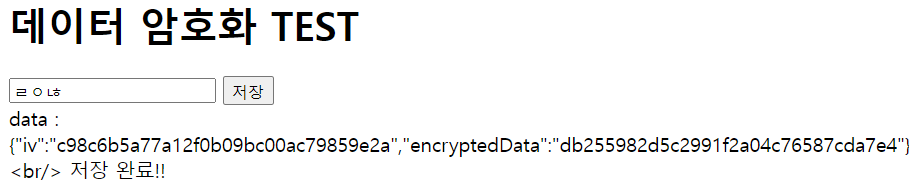 데이터 암호화 TEST
ㄹㅇㄶ 저장
data :
{"iv":"c98c6b5a77a12f0b09bc00ac79859e2a","encryptedData":"db255982d5c2991f2a04c76587cda7e4"}
<br/> 저장 완료!!